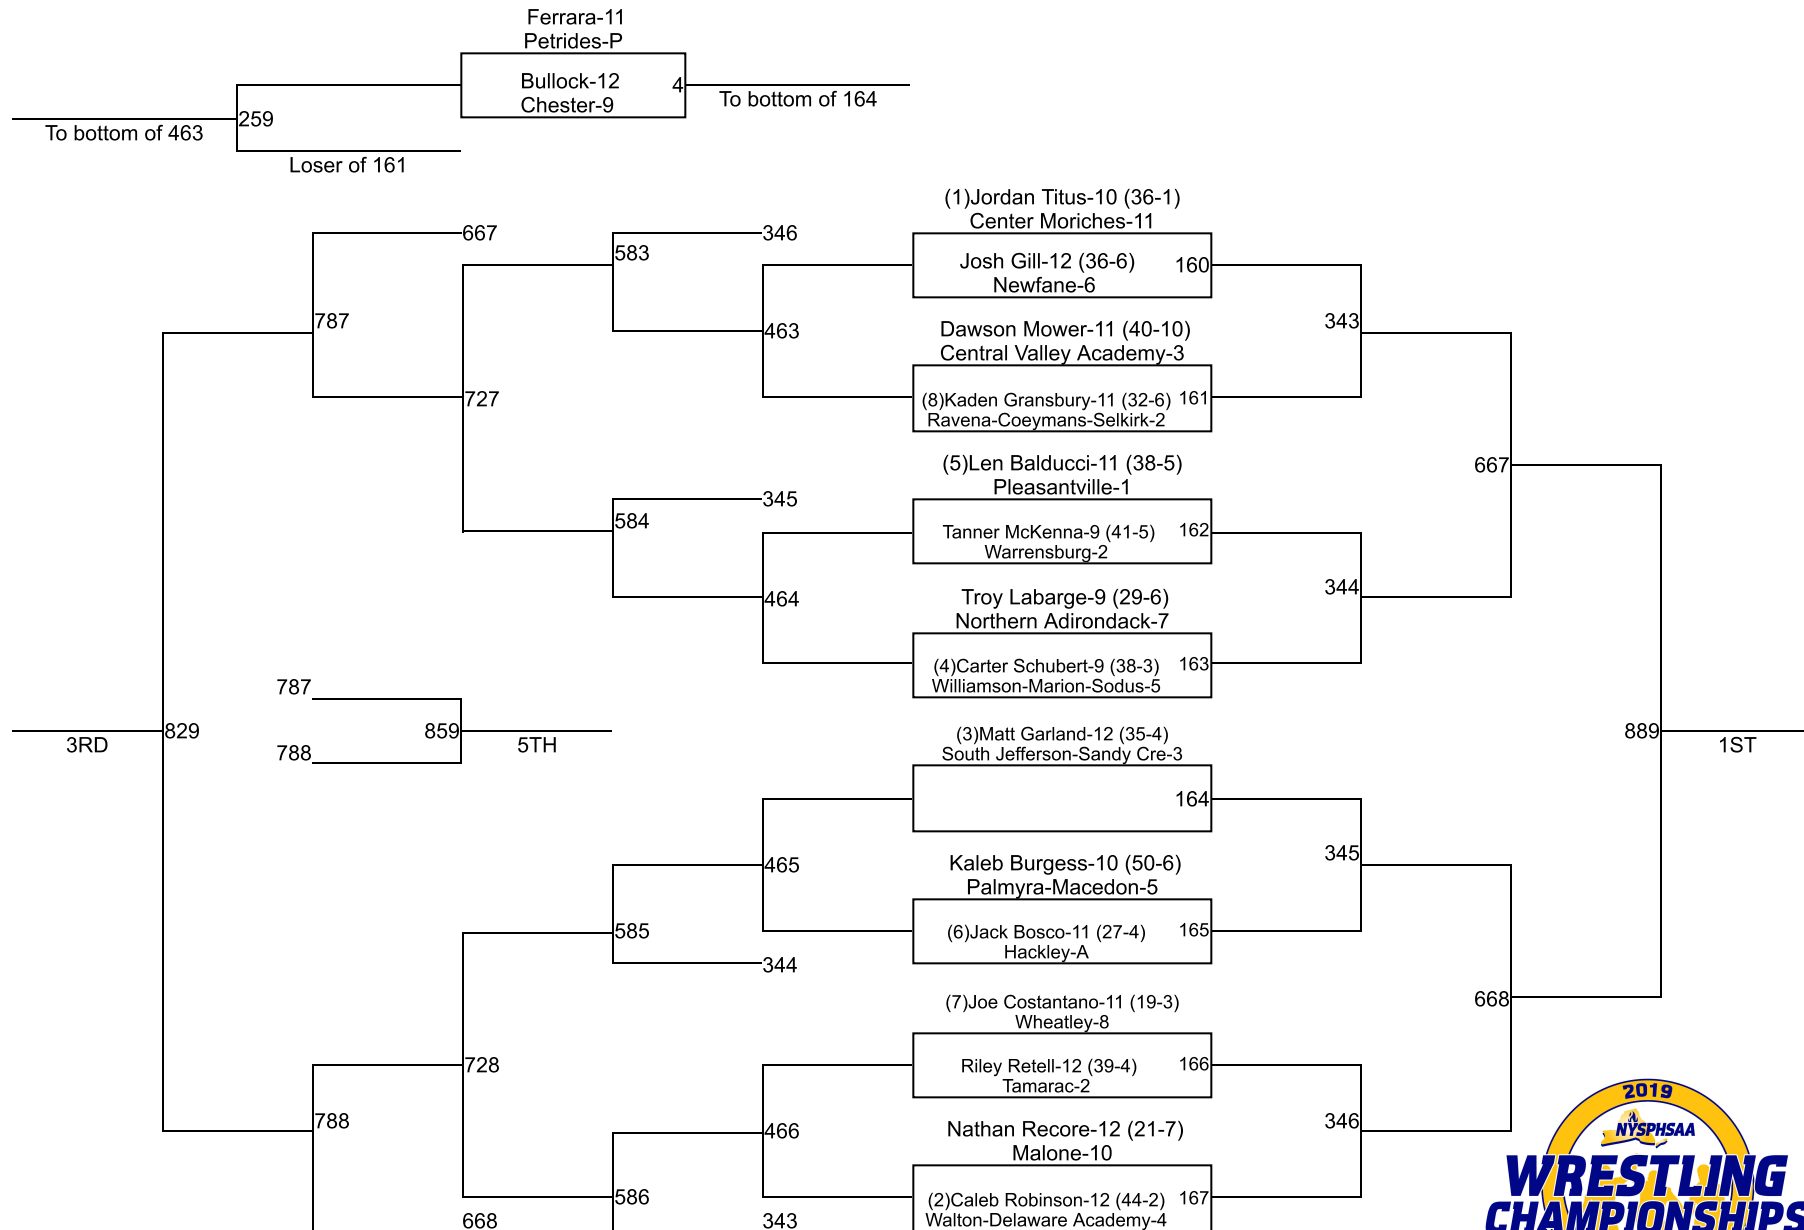 Ferrara-11
Petrides-P
Bullock-12
Chester-9
4
To bottom of 164
259
To bottom of 463
Loser of 161
(1)Jordan Titus-10 (36-1)
Center Moriches-11
667
346
583
Josh Gill-12 (36-6)
160
Newfane-6
787
463
343
Dawson Mower-11 (40-10)
Central Valley Academy-3
727
(8)Kaden Gransbury-11 (32-6)
161
Ravena-Coeymans-Selkirk-2
(5)Len Balducci-11 (38-5)
667
Pleasantville-1
345
584
Tanner McKenna-9 (41-5)
162
Warrensburg-2
464
344
Troy Labarge-9 (29-6)
Northern Adirondack-7
(4)Carter Schubert-9 (38-3)
163
Williamson-Marion-Sodus-5
787
829
859
3RD
5TH
788
(3)Matt Garland-12 (35-4)
South Jefferson-Sandy Cre-3
889
1ST
164
465
345
Kaleb Burgess-10 (50-6)
Palmyra-Macedon-5
585
(6)Jack Bosco-11 (27-4)
165
Hackley-A
344
(7)Joe Costantano-11 (19-3)
Wheatley-8
668
728
Riley Retell-12 (39-4)
166
Tamarac-2
788
466
346
Nathan Recore-12 (21-7)
Malone-10
586
(2)Caleb Robinson-12 (44-2)
167
Walton-Delaware Academy-4
668
343
2019
NYSPHSAA
WRESTLING
CHAMPIONSHIPS